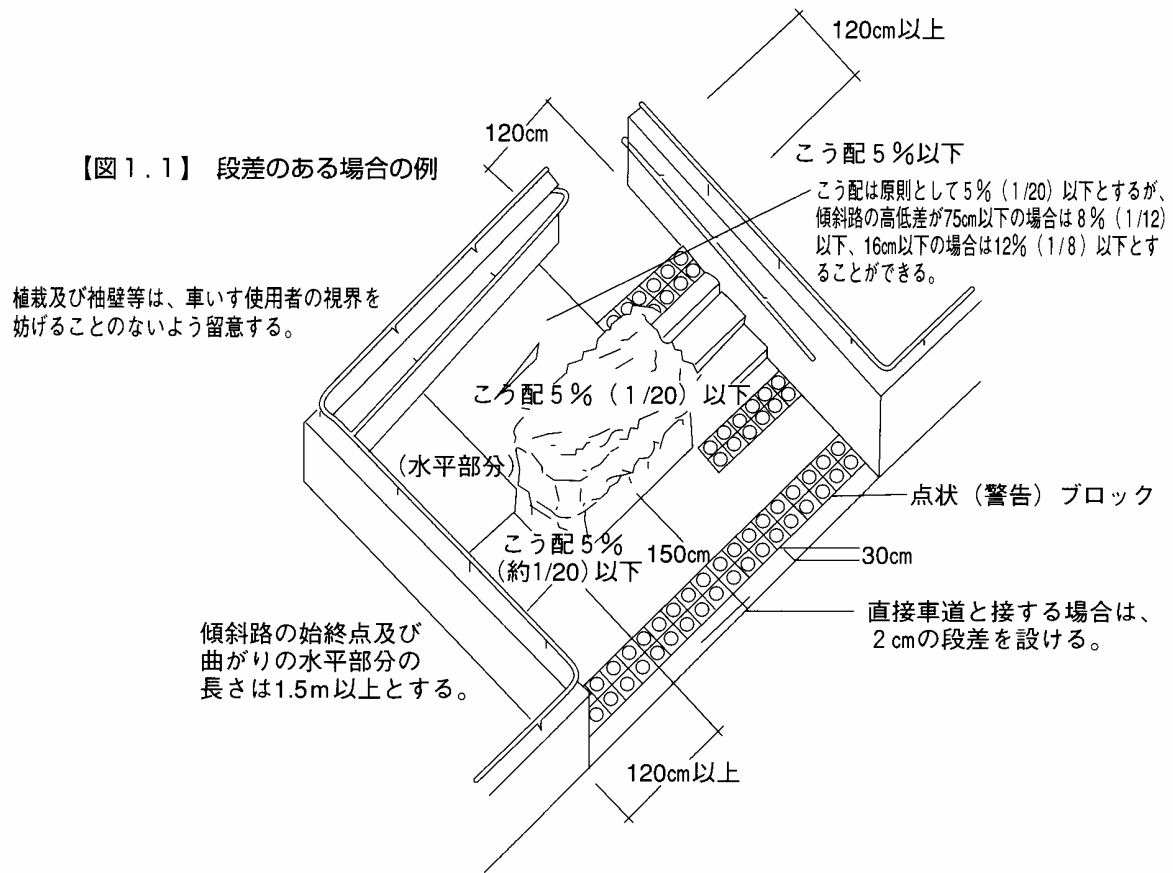 120cm以上
120cm
【図1.1】 段差のある場合の例
こう配5%以下
こう配は原則として5%(1/20)以下とするが、
傾斜路の高低差が75cm以下の場合は8%(1/12)
以下、16cm以下の場合は12%(1/8)以下とす
ることができる。
植栽及び袖壁等は、車いす使用者の視界を
妨げることのないよう留意する。
こう配5%(1/20)以下
(水平部分)
点状(警告)ブロック
こう配5%
(約1/20)以下
150cm
30cm
直接車道と接する場合は、
2cmの段差を設ける。
傾斜路の始終点及び
曲がりの水平部分の
長さは1.5m以上とする。
120cm以上